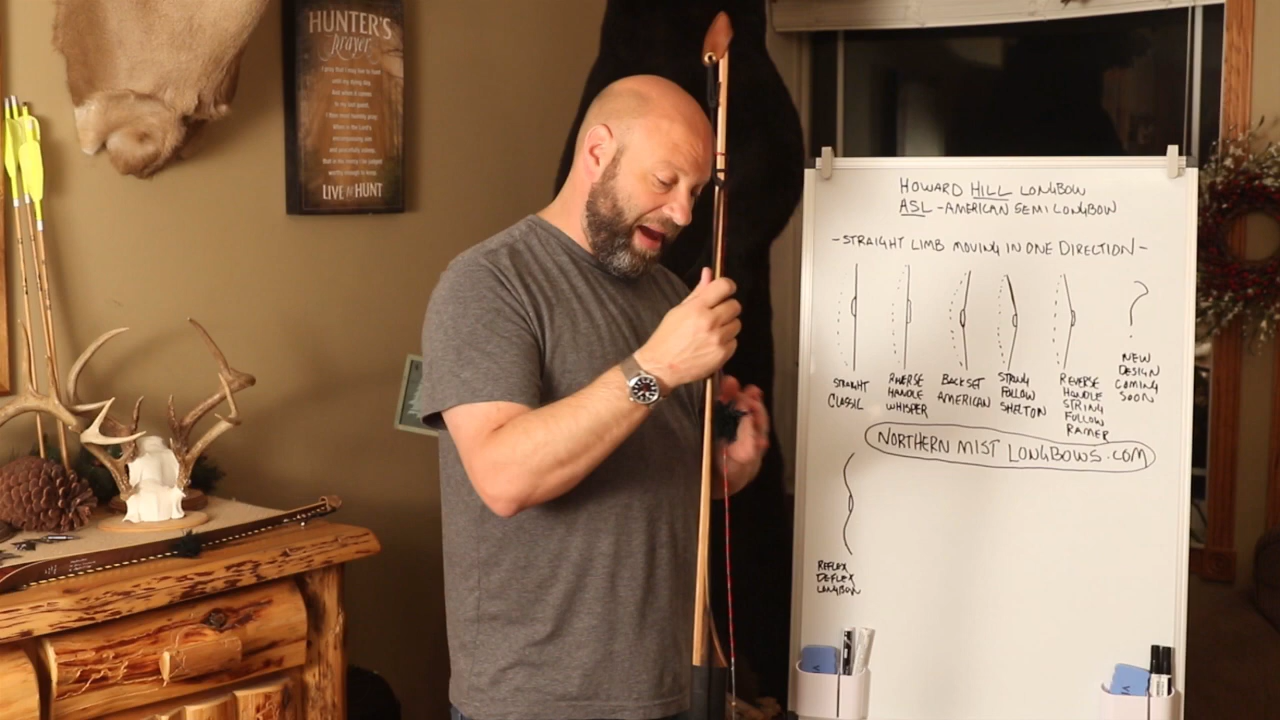 HUNTER'S
Prayer
LIVE TO HUNT
HOWARD HILL LONGBOW
ASL - AMERICAN SEMI LONGBOW
- STRAIGHT LIMB MOVING IN ONE DIRECTION -
STRAIGHT
CLASSIC
REVERSE
HANDLE
WHISPER
BACKSET
AMERICAN
STRING
FOLLOW
SHELTON
REVERSE
HANDLE
STRING
FOLLOW
RAMER
?
NEW
DESIGN
COMING
SOON
NORTHERN MIST LONGBOWS.COM
REFLEX
DEFLEX
LONGBOW